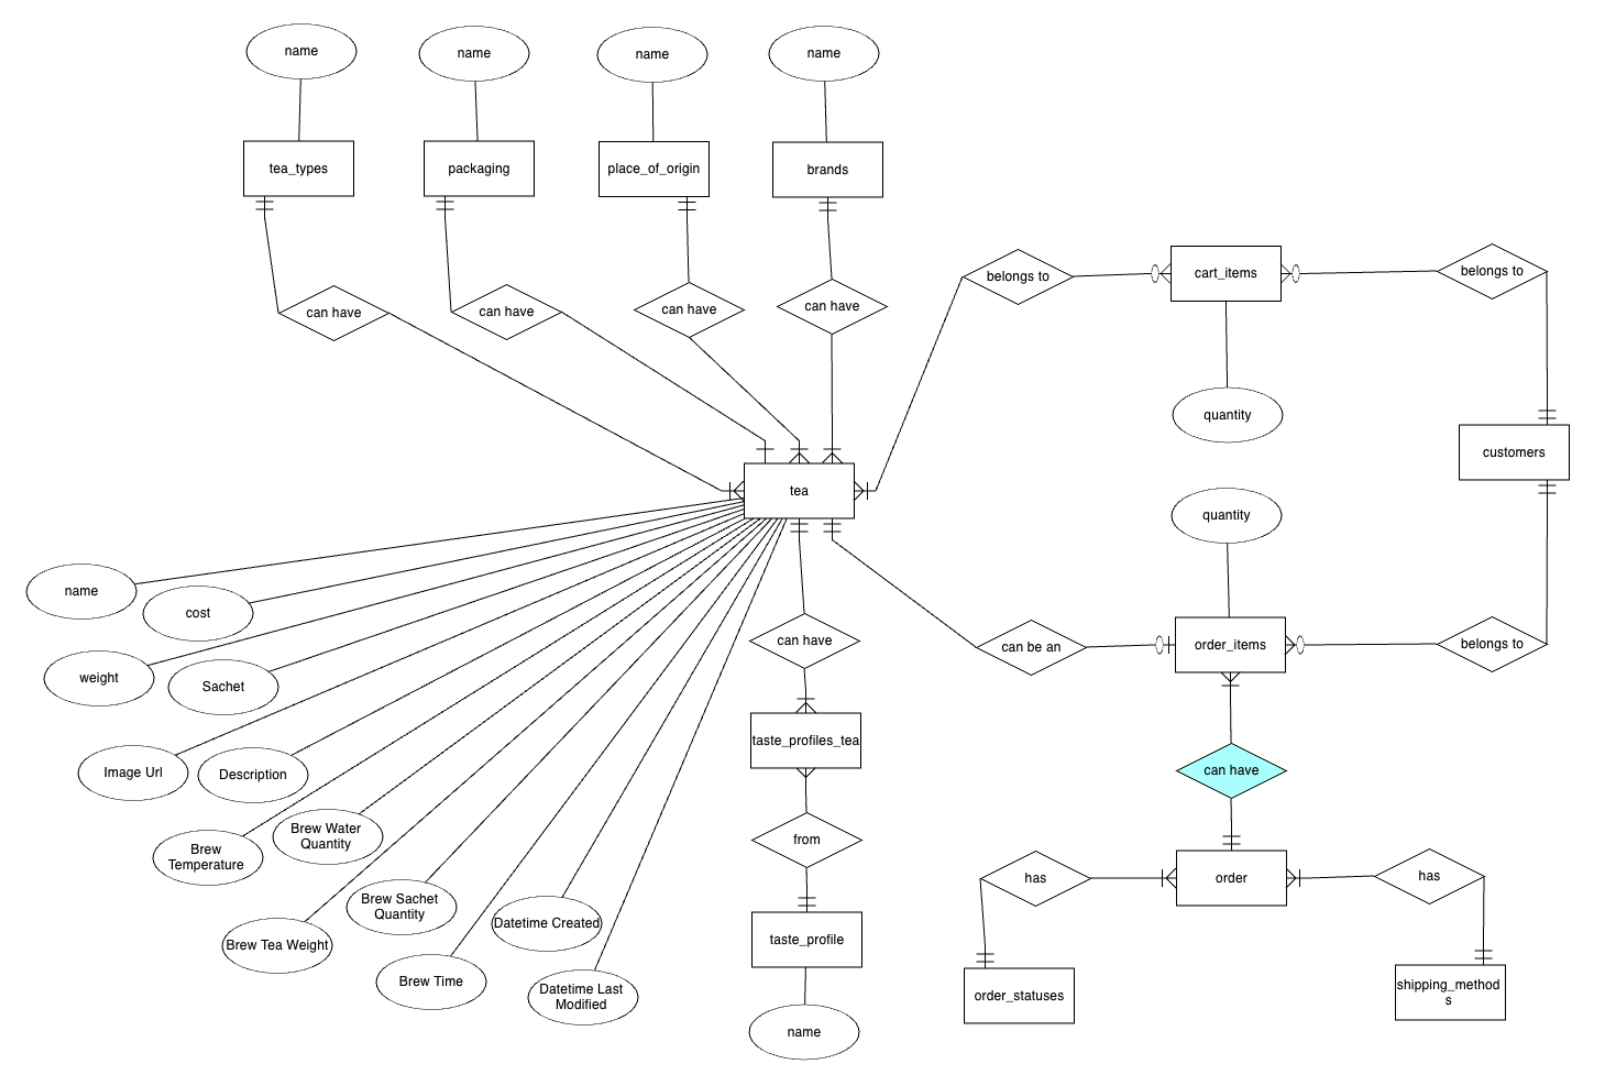 name
name
name
name
tea_types
packaging
place_of_origin
brands
can have
can have
can have
can have
belongs to
cart_items
belongs to
quantity
customers
tea
quantity
name
cost
weight
Sachet
Image Url
Description
Brew
Temperature
Brew Water
Quantity
Brew Tea Weight
Brew Sachet
Quantity
Brew Time
Datetime Created
Datetime Last
Modified
can have
taste_profiles_tea
from
taste_profile
name
can be an
order_items
belongs to
can have
has
order
has
order_statuses
shipping_method
s